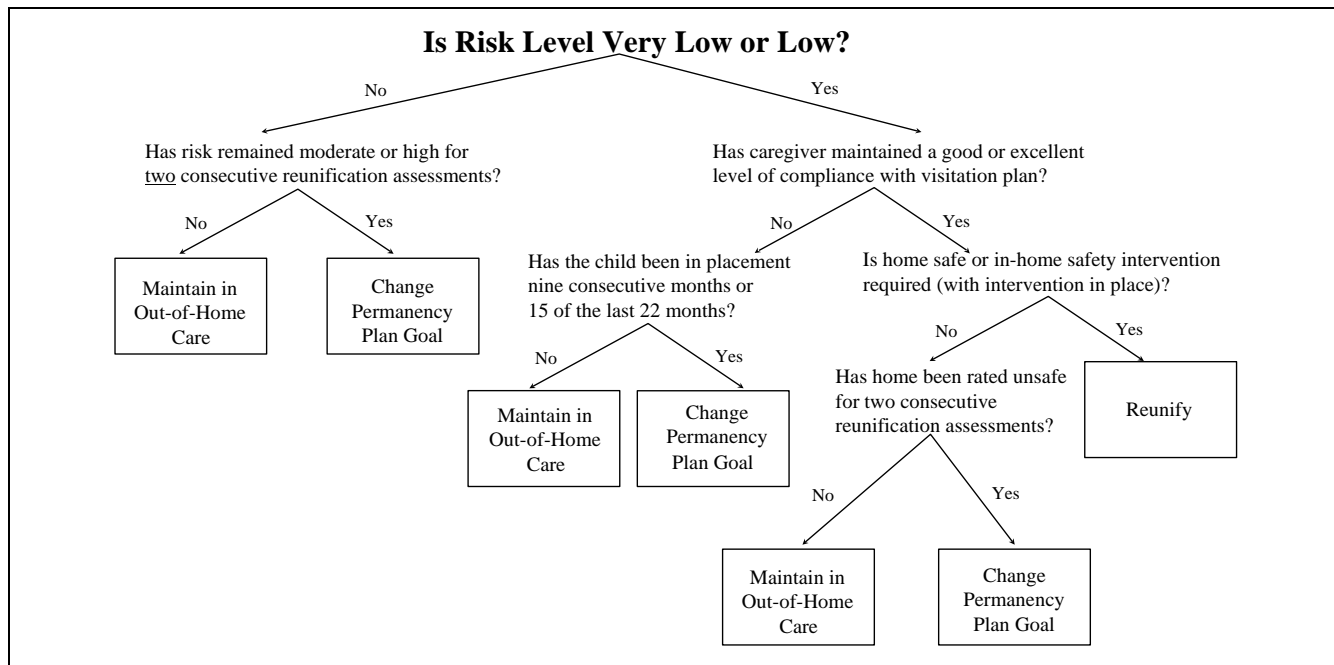 Is Risk Level Very Low or Low?
No
Yes
Has risk remained moderate or high for
two consecutive reunification assessments?
Has caregiver maintained a good or excellent
level of compliance with visitation plan?
No
Yes
No
Yes
Maintain in
Out-of-Home
Care
Change
Permanency
Plan Goal
Has the child been in placement
nine consecutive months or
15 of the last 22 months?
Is home safe or in-home safety intervention
required (with intervention in place)?
No
Yes
No
Yes
Maintain in
Out-of-Home
Care
Change
Permanency
Plan Goal
Has home been rated unsafe
for two consecutive
reunification assessments?
Reunify
No
Yes
Maintain in
Out-of-Home
Care
Change
Permanency
Plan Goal